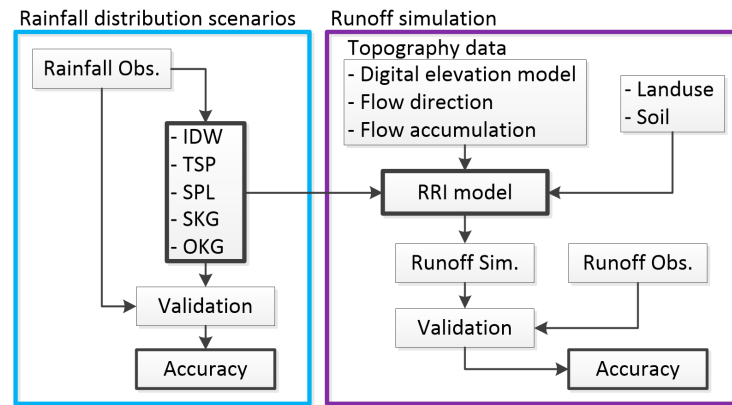 Rainfall distribution scenarios
Rainfall Obs.
- IDW
- TSP
- SPL
- SKG
- OKG
Validation
Accuracy
Runoff simulation
Topography data
- Digital elevation model
- Flow direction
- Flow accumulation
- Landuse
- Soil
RRI model
Runoff Sim.
Runoff Obs.
Validation
Accuracy